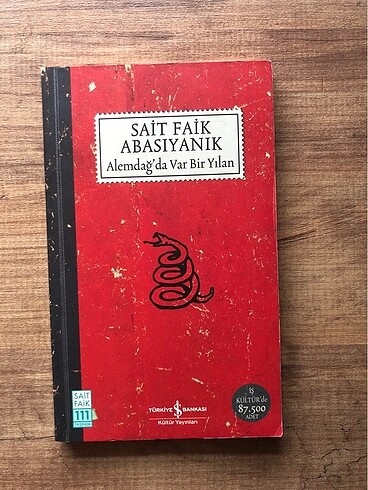 SAİT FAİK
ABASIYANIK
Alemdağ'da Var Bir Yılan
SAİT
FAİK
111
YAŞINDA
TÜRKİYE İŞ BANKASI
Kültür Yayınları
İŞ
KÜLTÜR'de
87.500
ADET